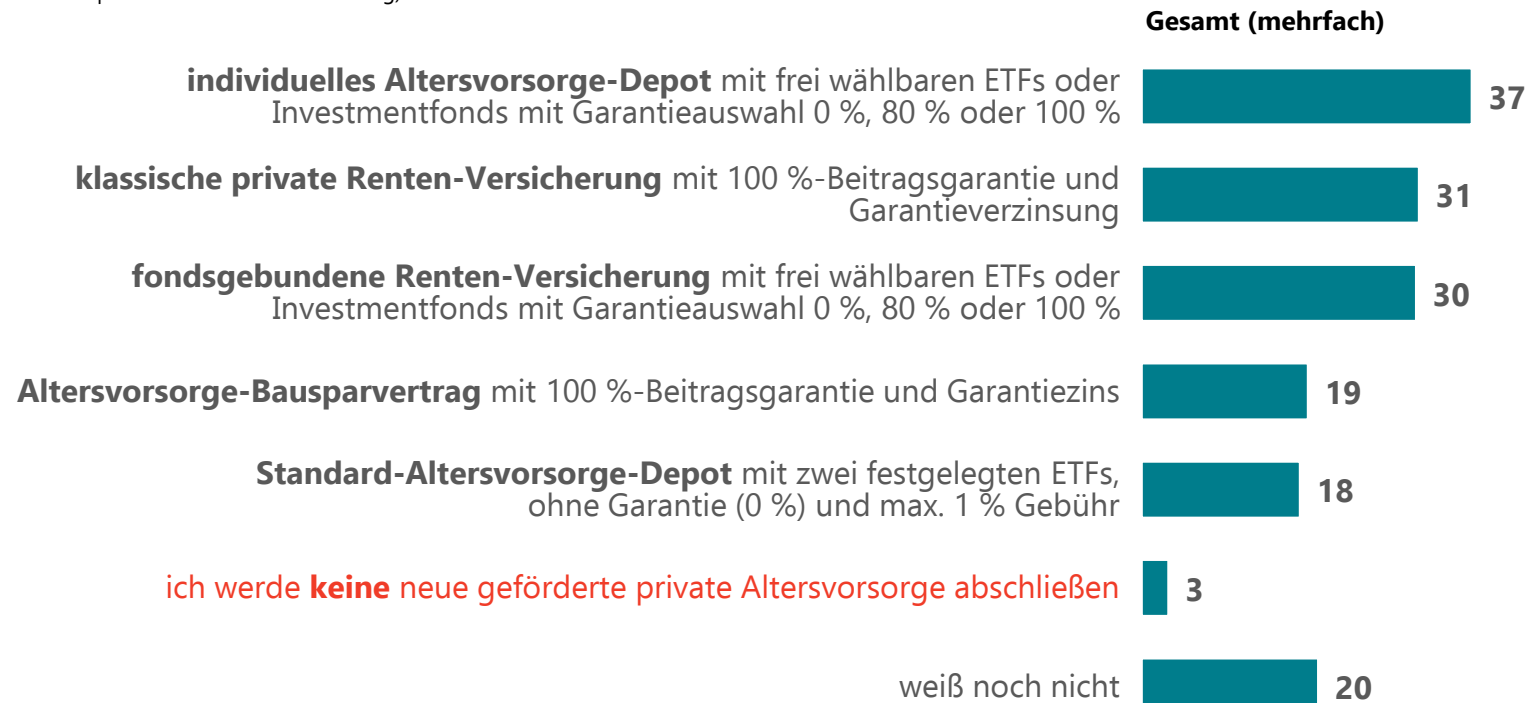 Gesamt (mehrfach)
individuelles Altersvorsorge-Depot mit frei wählbaren ETFs oder
Investmentfonds mit Garantieauswahl 0 %, 80 % oder 100 %
37
klassische private Renten-Versicherung mit 100 %-Beitragsgarantie und
Garantieverzinsung
31
fondsgebundene Renten-Versicherung mit frei wählbaren ETFs oder
Investmentfonds mit Garantieauswahl 0 %, 80 % oder 100 %
30
Altersvorsorge-Bausparvertrag mit 100 %-Beitragsgarantie und Garantiezins
19
Standard-Altersvorsorge-Depot mit zwei festgelegten ETFs,
ohne Garantie (0 %) und max. 1 % Gebühr
18
ich werde keine neue geförderte private Altersvorsorge abschließen
3
weiß noch nicht
20